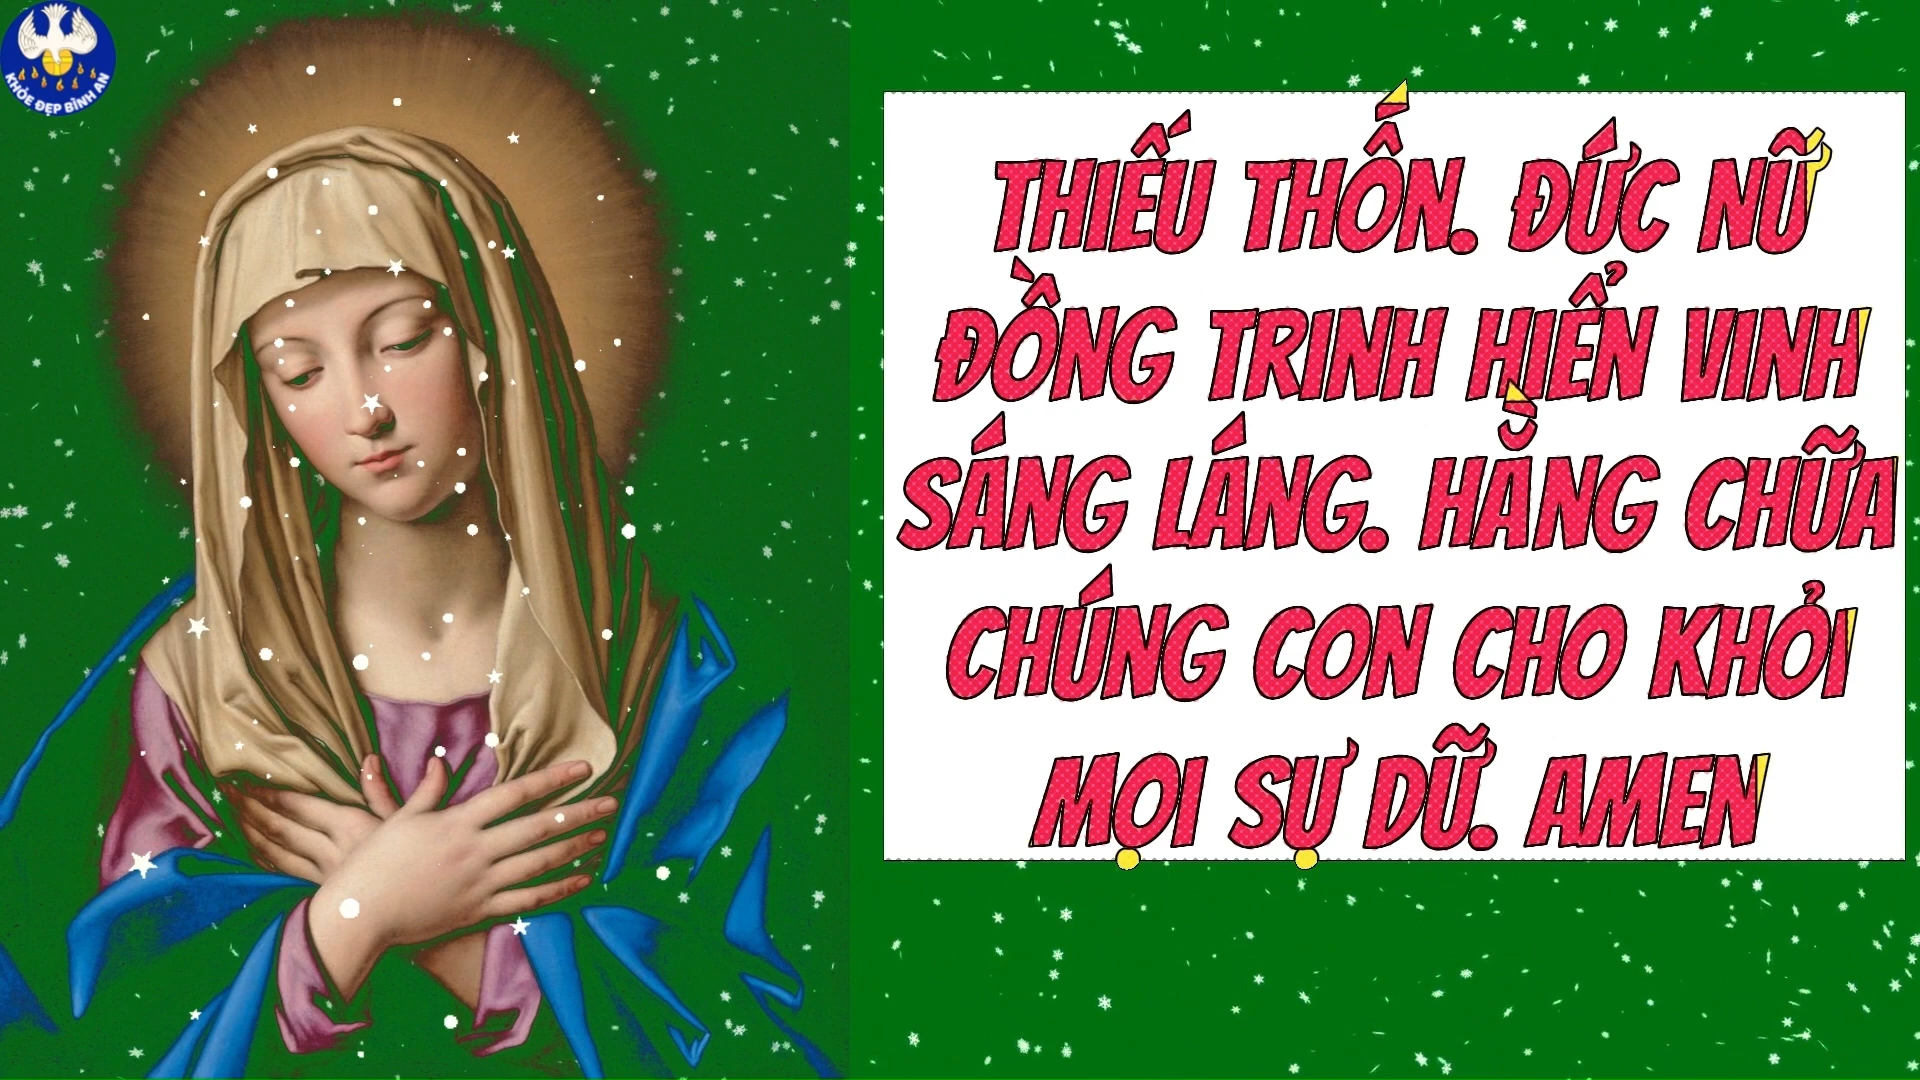 KHỎE ĐẸP BÌNH AN
THIẾU THỐN. ĐỨC NỮ
ĐỒNG TRINH HIỂN VINH
SÁNG LÁNG. HẰNG CHỮA
CHÚNG CON CHO KHỎI
MỌI SỰ DỮ. AMEN